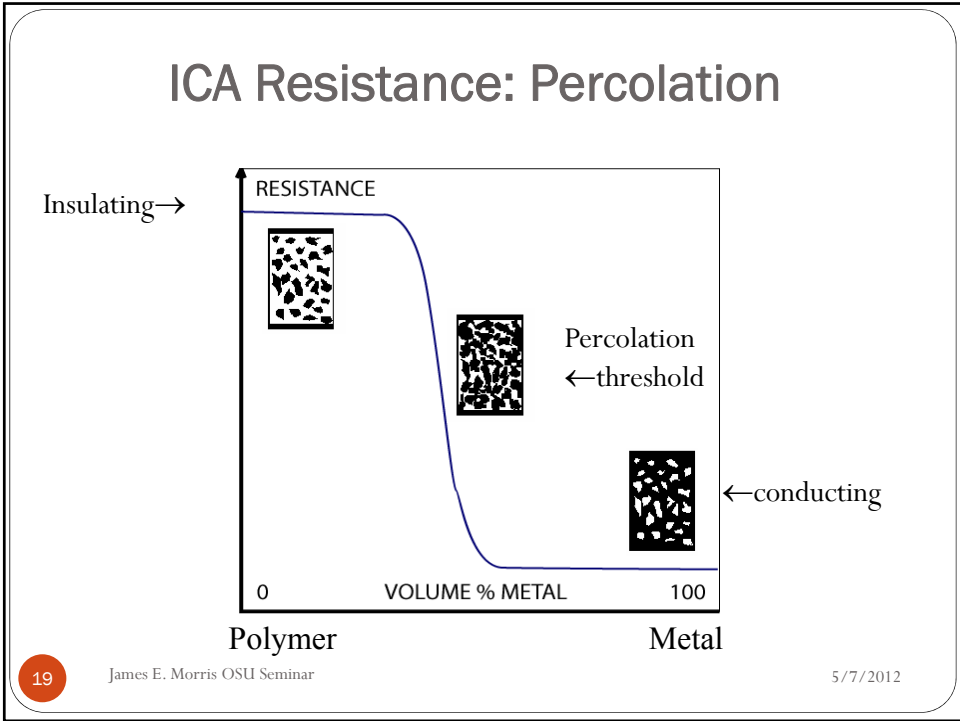 ICA Resistance: Percolation
RESISTANCE
Insulating→
Percolation
←threshold
←conducting
0 VOLUME % METAL 100
Polymer Metal
19 James E. Morris OSU Seminar 5/7/2012